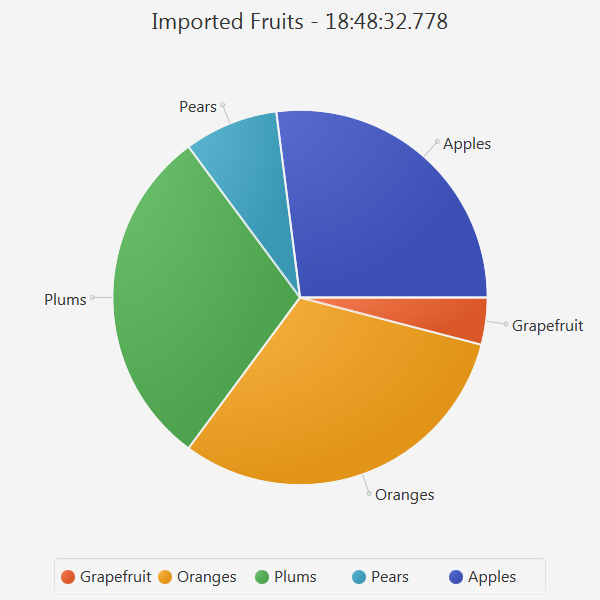 Imported Fruits - 18:48:32.778
Pears
Apples
Plums
Grapefruit
Oranges
Grapefruit Oranges Plums Pears Apples